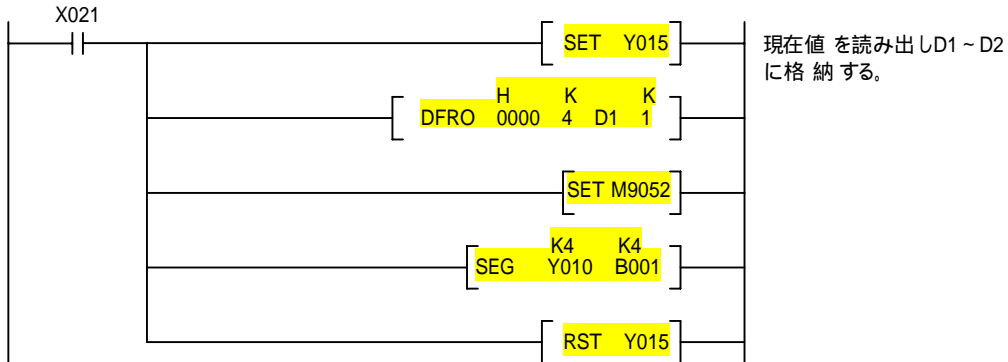 X021
SET Y015
現在値 を読み出しD1 ~ D2
に格 納 する。
H K K
DFRO 0000 4 D1 1
SET M9052
K4 K4
SEG Y010 B001
RST Y015